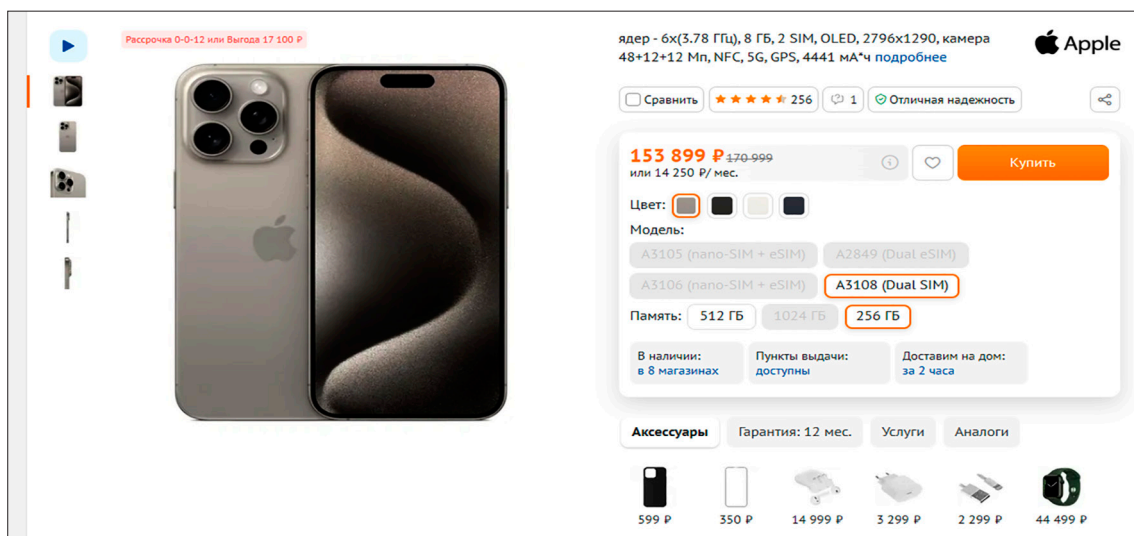 Рассрочка 0-0-12 или Выгода 17 100 ₽
ядер - 6x(3.78 ГГц), 8 ГБ, 2 SIM, OLED, 2796x1290, камера
48+12+12 Мп, NFC, 5G, GPS, 4441 мА*ч подробнее
Apple
Сравнить
256
1
Отличная надежность
153 899 ₽ 170 999
или 14 250 ₽/ мес.
Купить
Цвет:
Модель:
A3105 (nano-SIM + eSIM)
A2849 (Dual eSIM)
A3106 (nano-SIM + eSIM)
A3108 (Dual SIM)
Память: 512 ГБ 1024 ГБ 256 ГБ
В наличии:
в 8 магазинах
Пункты выдачи:
доступны
Доставим на дом:
за 2 часа
Аксессуары
Гарантия: 12 мес.
Услуги
Аналоги
599 ₽
350 ₽
14 999 ₽
3 299 ₽
2 299 ₽
44 499 ₽